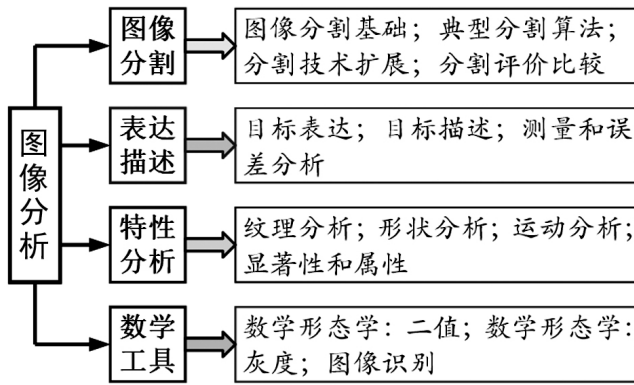 图像分析
图像
分割
图像分割基础；典型分割算法；
分割技术扩展；分割评价比较
表达
描述
目标表达；目标描述；测量和误
差分析
特性
分析
纹理分析；形状分析；运动分析；
显著性和属性
数学
工具
数学形态学：二值；数学形态学：
灰度；图像识别